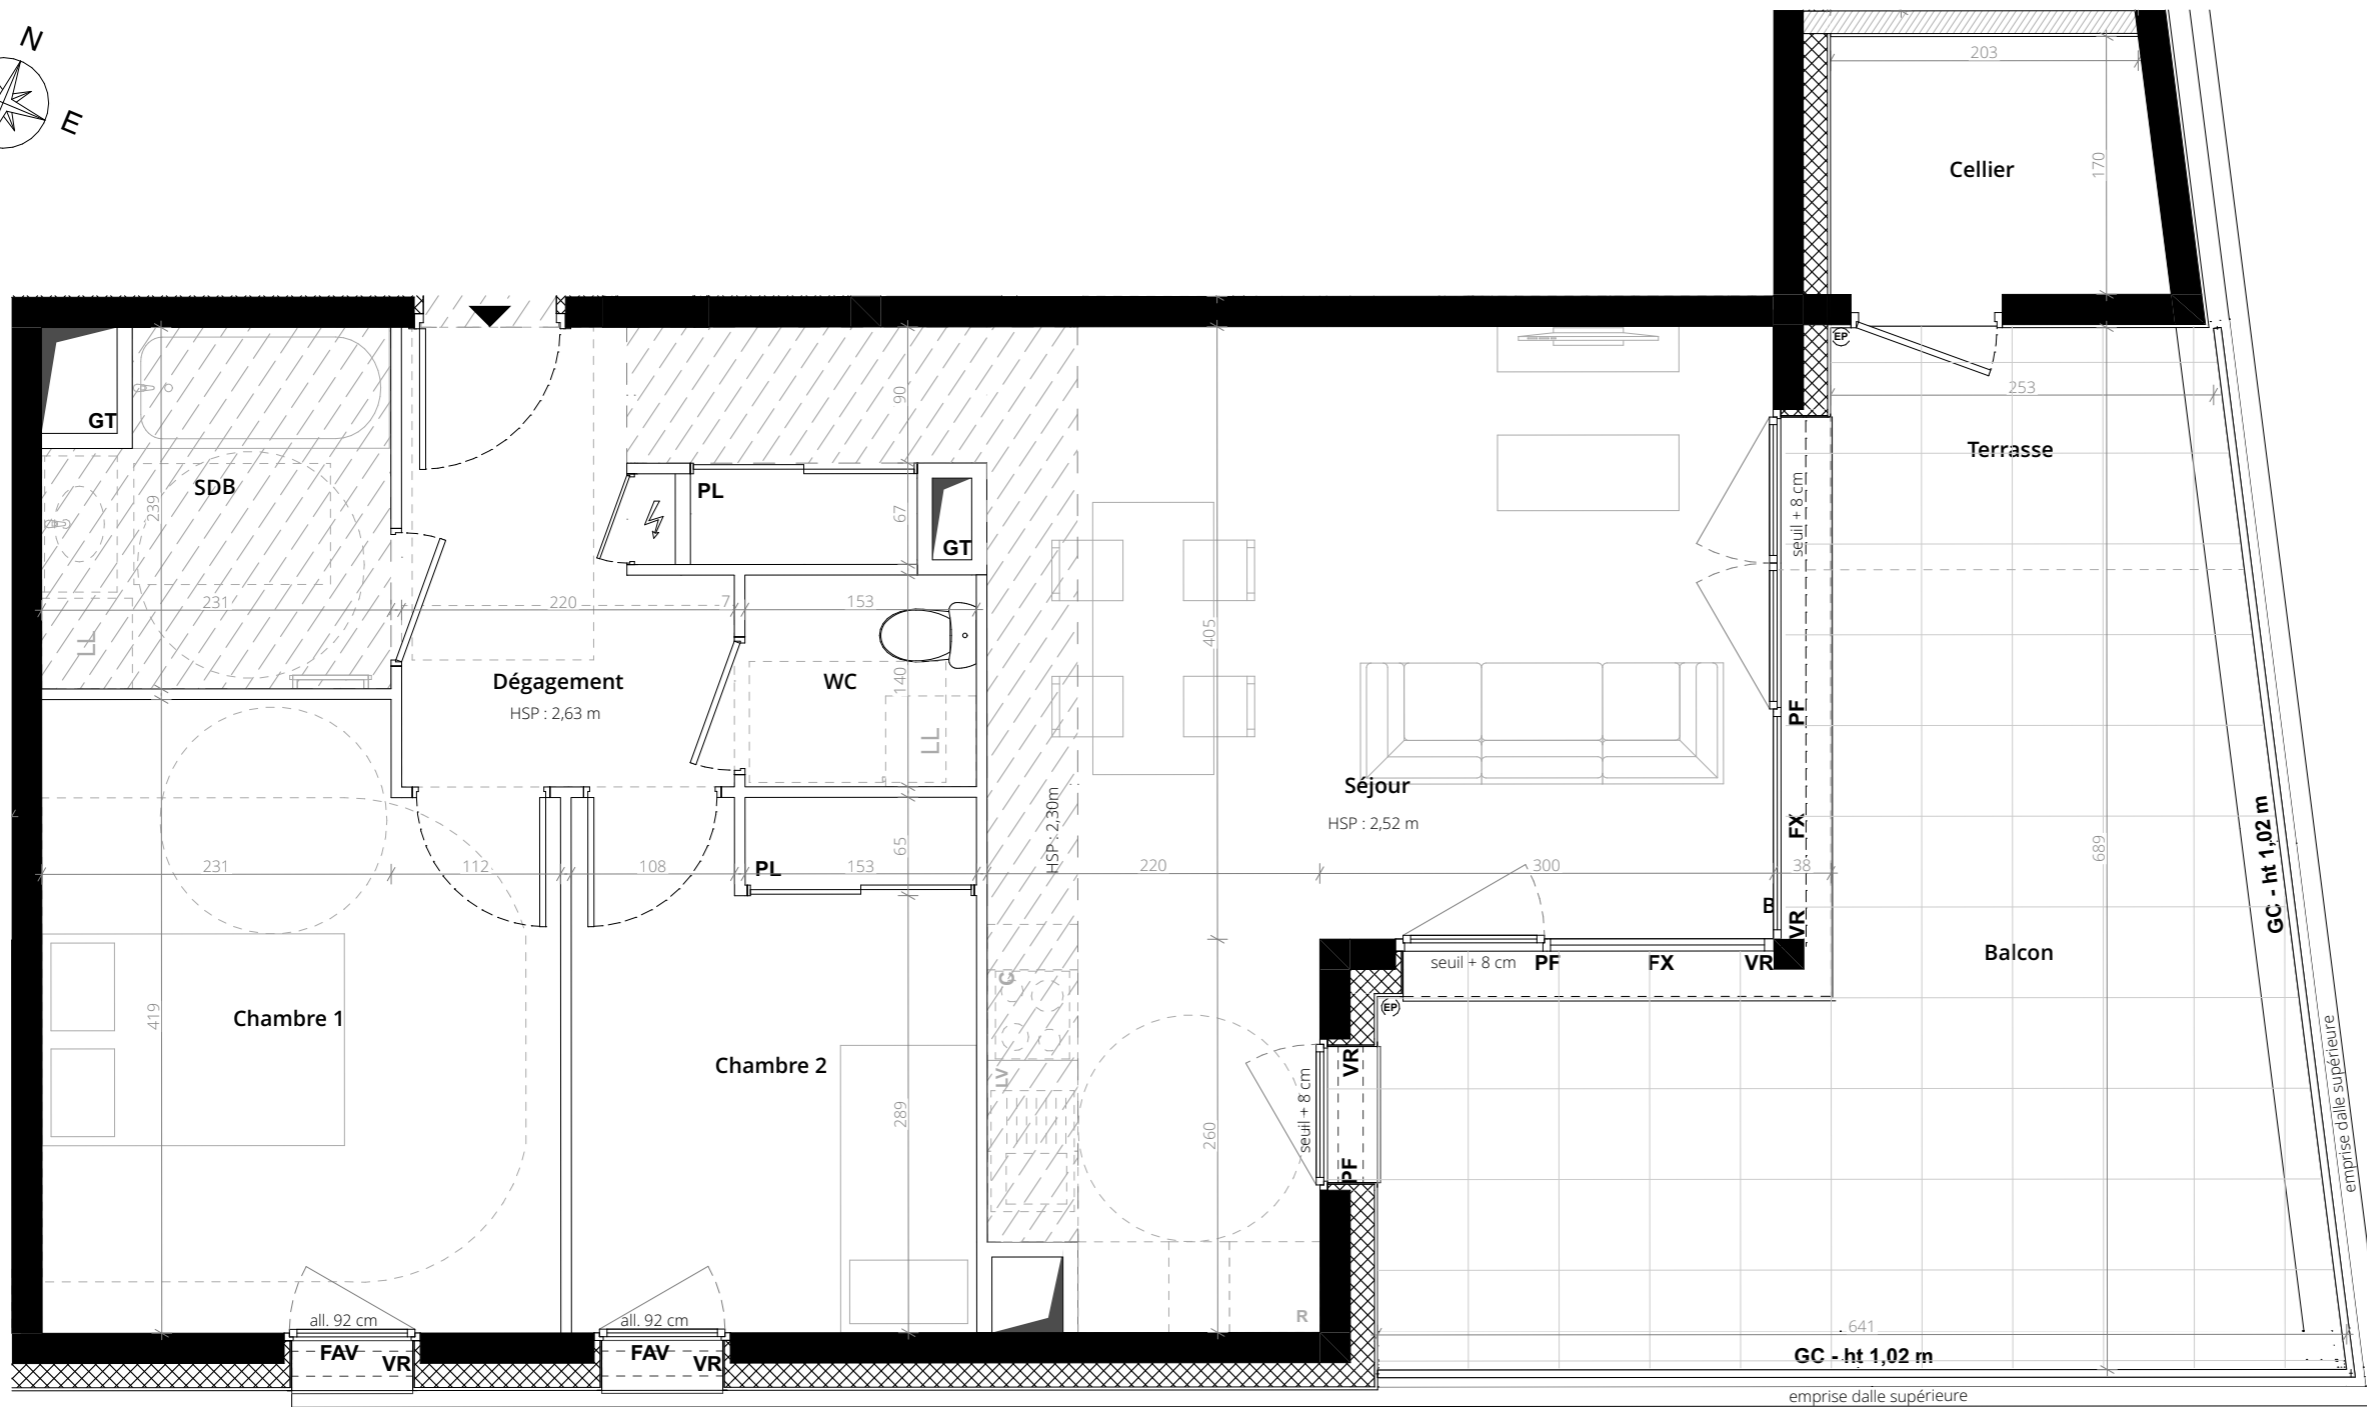 N
E
203
Cellier
170
GT
EP
253
90
Terrasse
SDB
PL
239
67
GT
seuil + 8 cm
231
220
7
153
405
LL
Dégagement
HSP : 2,63 m
WC
140
LL
PF
Séjour
HSP : 2,52 m
HSP : 2,30m
FX
GC - ht 1,02 m
689
65
231
112
108
PL
153
220
300
38
B
VR
Balcon
seuil + 8 cm
PF
FX
VR
C
EP
419
Chambre 1
Chambre 2
LV
289
260
seuil + 8 cm
VR
PF
emprise dalle supérieure
all. 92 cm
all. 92 cm
R
641
FAV
VR
FAV
VR
GC - ht 1,02 m
emprise dalle supérieure